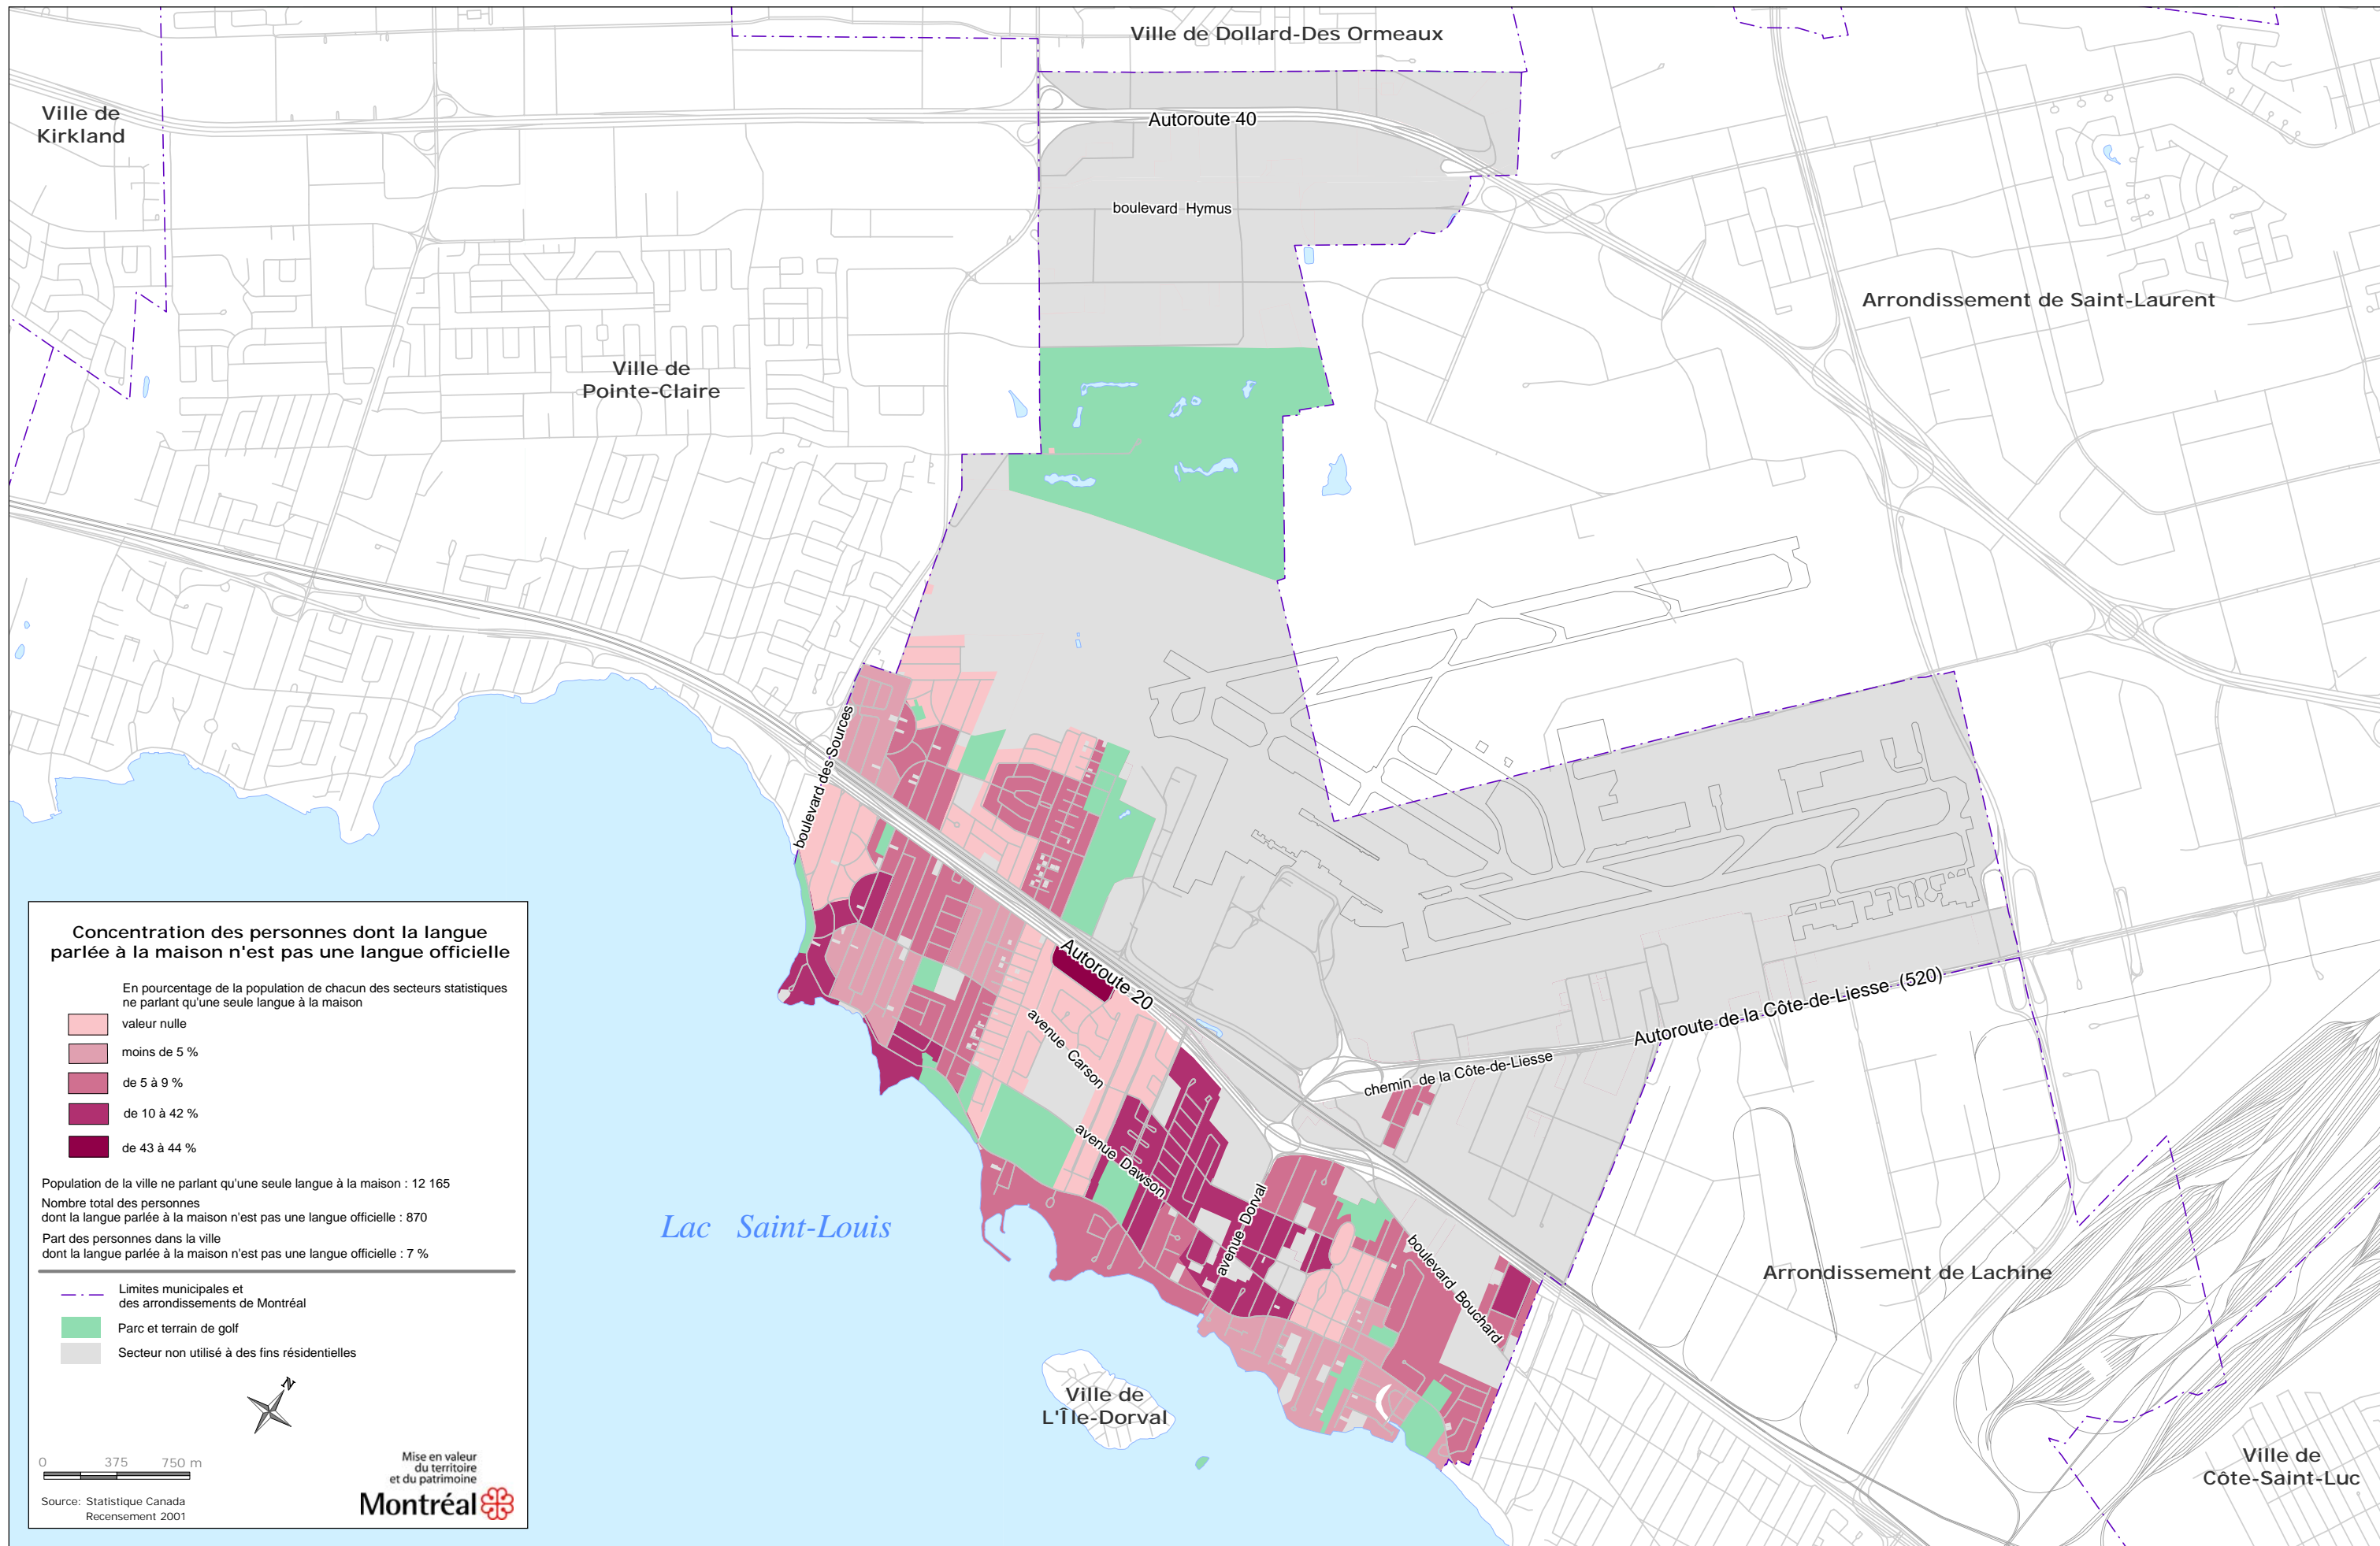 Ville de Dollard-Des Ormeaux
Ville de
Kirkland
Autoroute 40
boulevard Hymus
Arrondissement de Saint-Laurent
Ville de
Pointe-Claire
boulevard des Sources
Autoroute 20
avenue Carson
Autoroute de la Côte-de-Liesse (520)
chemin de la Côte-de-Liesse
avenue Dawson
avenue Dorval
boulevard Bouchard
Lac Saint-Louis
Arrondissement de Lachine
Ville de
L'Île-Dorval
Ville de
Côte-Saint-Luc
Concentration des personnes dont la langue
parlée à la maison n'est pas une langue officielle
En pourcentage de la population de chacun des secteurs statistiques
ne parlant qu'une seule langue à la maison
valeur nulle
moins de 5 %
de 5 à 9 %
de 10 à 42 %
de 43 à 44 %
Population de la ville ne parlant qu'une seule langue à la maison : 12 165
Nombre total des personnes
dont la langue parlée à la maison n'est pas une langue officielle : 870
Part des personnes dans la ville
dont la langue parlée à la maison n'est pas une langue officielle : 7 %
Limites municipales et
des arrondissements de Montréal
Parc et terrain de golf
Secteur non utilisé à des fins résidentielles
N
0 375 750 m
Mise en valeur
du territoire
et du patrimoine
Montréal
Source: Statistique Canada
Recensement 2001